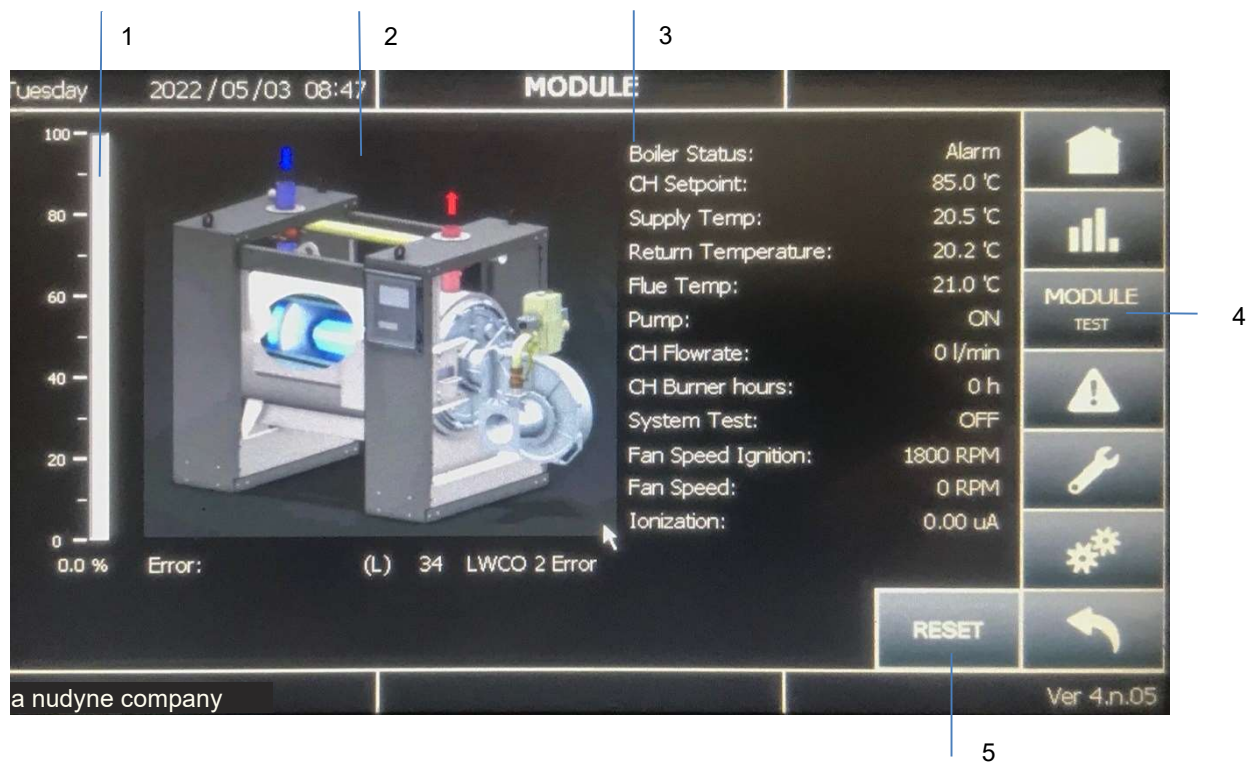 1 2 3
Tuesday 2022/05/03 08:47 MODULE
100
80
60
40
20
0
0.0 %
Boiler Status: Alarm
CH Setpoint: 85.0 'C
Supply Temp: 20.5 'C
Return Temperature: 20.2 'C
Flue Temp: 21.0 'C
Pump: ON
CH Flowrate: 0 l/min
CH Burner hours: 0 h
System Test: OFF
Fan Speed Ignition: 1800 RPM
Fan Speed: 0 RPM
Ionization: 0.00 uA
Error: (L) 34 LWCO 2 Error
MODULE
TEST
4
RESET
a nudyne company
Ver 4.n.05
5